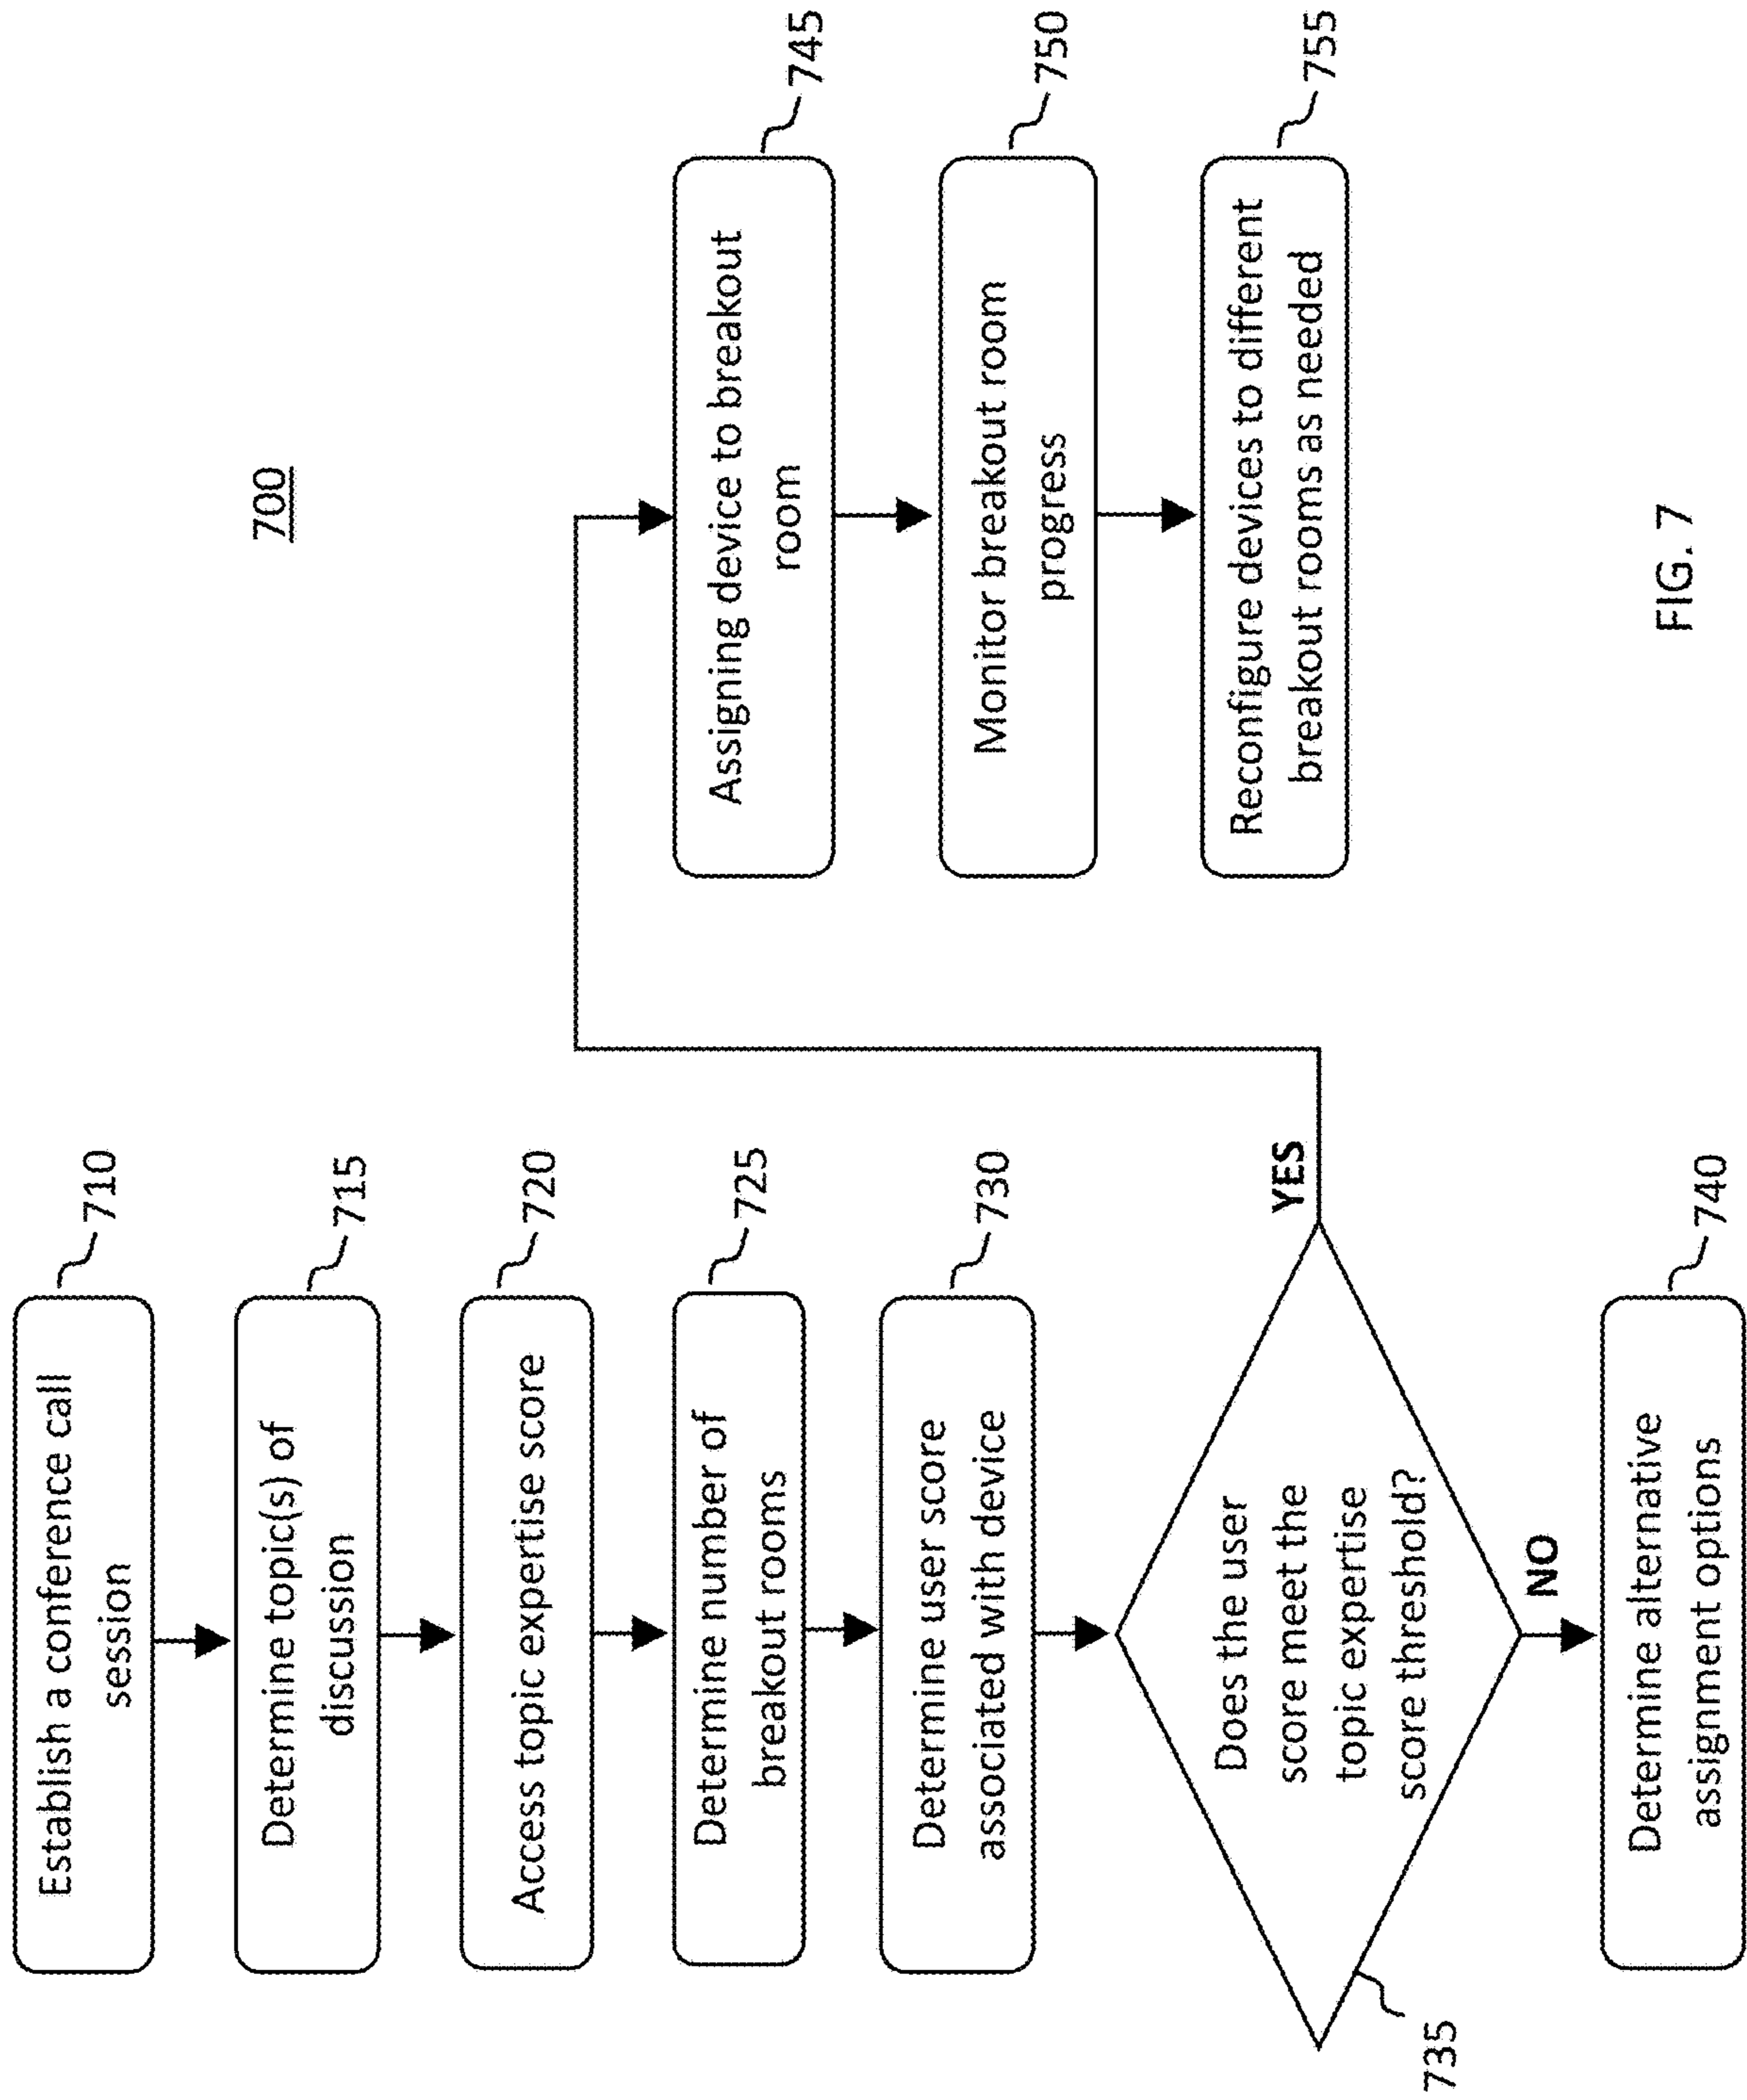 700
Establish a conference call
session
710
Determine topic(s) of
discussion
715
Access topic expertise score
720
Determine number of
breakout rooms
725
Determine user score
associated with device
730
Does the user
score meet the
topic expertise
score threshold?
735
YES
NO
Determine alternative
assignment options
740
Assigning device to breakout
room
745
Monitor breakout room
progress
750
Reconfigure devices to different
breakout rooms as needed
755
FIG. 7